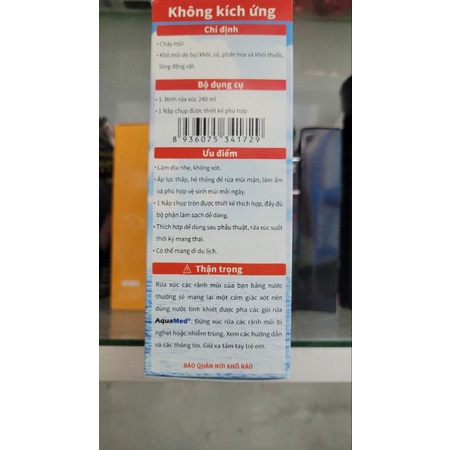 Không kích ứng
Chỉ định
• Chảy mũi
• Khô mũi do bụi khói, cỏ, phấn hoa và khói thuốc,
lông động vật.
Bộ dụng cụ
• 1. Bình rửa xoc 240 ml
• 1 Nắp chụp được thiết kế phù hợp
8 936075 341729
Ưu điểm
• Làm dịu nhẹ, không xót.
• Áp lực thấp, hệ thống để rửa mũi mặn, làm ẩm
và phù hợp vệ sinh mũi mỗi ngày.
• 1 Nắp chụp tròn được thiết kế thích hợp, đầy đủ
bộ phận làm sạch dễ dàng.
• Thích hợp để dùng sau phẫu thuật, rửa xúc suốt
thời kỳ mang thai.
• Có thể mang đi du lịch.
Thận trọng
Rửa xúc các rãnh mũi của bạn bằng nước
thường sẽ mang lại một cảm giác xót nên
dùng nước tinh khiết được pha các gói rửa
AquaMed®. Đừng xúc rửa các rãnh mũi bị
nghẹt hoặc nhiễm trùng. Xem các hướng dẫn
và các thông tin. Giữ xa tầm tay trẻ em.
BẢO QUẢN NƠI KHÔ RÁO